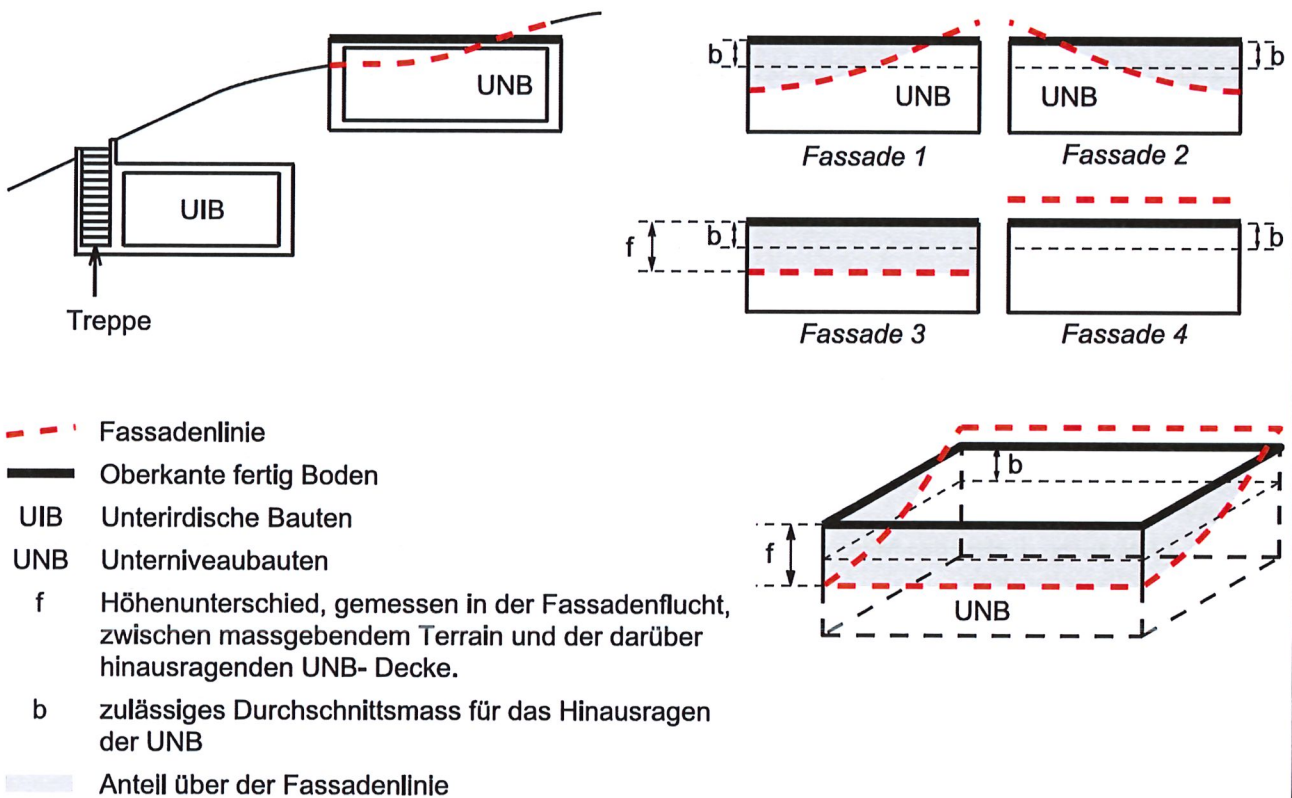 UNB
UIB
Treppe
b
UNB
Fassade 1
b
UNB
Fassade 2
f
b
Fassade 3
b
Fassade 4
Fassadenlinie
Oberkante fertig Boden
UIB Unterirdische Bauten
UNB Unterniveaubauten
f Höhenunterschied, gemessen in der Fassadenflucht,
zwischen massgebendem Terrain und der darüber
hinausragenden UNB- Decke.
b zulässiges Durchschnittsmass für das Hinausragen
der UNB
Anteil über der Fassadenlinie
b
f
UNB